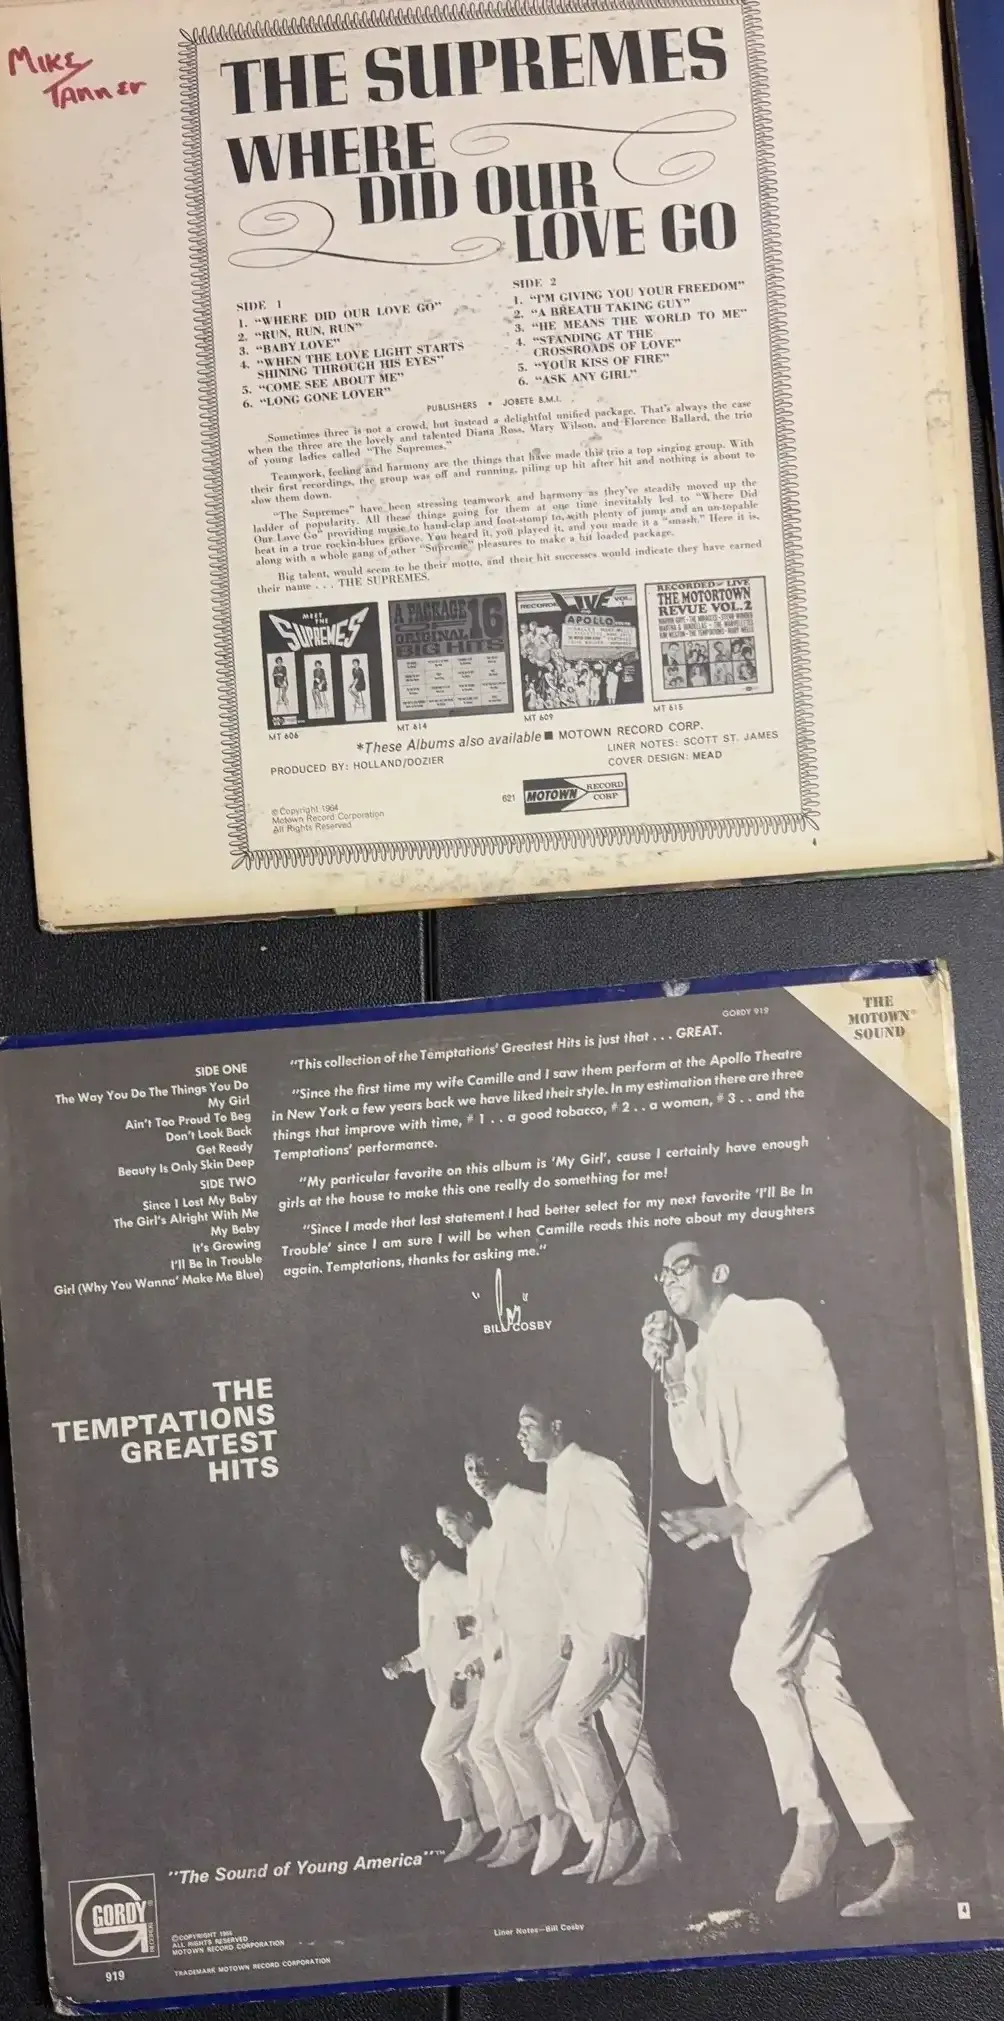 MIKE
TANNER
THE SUPREMES
WHERE
DID OUR
LOVE GO
SIDE 1
1. "WHERE DID OUR LOVE GO"
2. "RUN, RUN, RUN"
3. "BABY LOVE"
4. "WHEN THE LOVE LIGHT STARTS
SHINING THROUGH HIS EYES"
5. "COME SEE ABOUT ME"
6. "LONG GONE LOVER"
SIDE 2
1. "I'M GIVING YOU YOUR FREEDOM"
2. "A BREATH TAKING GUY"
3. "HE MEANS THE WORLD TO ME"
4. "STANDING AT THE
CROSSROADS OF LOVE"
5. "YOUR KISS OF FIRE"
6. "ASK ANY GIRL"
PUBLISHERS • JOBETE B.M.I.
Sometimes three is not a crowd, but instead a delightful unified package. That's always the case
when the three are the lovely and talented Diana Ross, Mary Wilson, and Florence Ballard, the trio
of young ladies called "The Supremes."
Teamwork, feeling and harmony are the things that have made this trio a top singing group. With
their first recordings, the group was off and running, piling up hit after hit and nothing is about to
slow them down.
"The Supremes" have been stressing teamwork and harmony as they've steadily moved up the
ladder of popularity. All these things going for them at one time inevitably led to "Where Did
Our Love Go" providing music to hand-clap and foot-stomp to, with plenty of jump and an un-topable
beat in a true rockin-blues groove. You heard it, you played it, and you made it a "smash." Here it is,
along with a whole gang of other "Supreme" pleasures to make a hit loaded package.
Big talent, would seem to be their motto, and their hit successes would indicate they have earned
their name . . . THE SUPREMES.
MEET
THE
SUPREMES
A PACKAGE
16
ORIGINAL
BIG HITS
RECORDED LIVE VOL. 1
APOLLO
RECORDED LIVE
THE MOTORTOWN
REVUE VOL. 2
MT 606
MT 614
MT 609
MT 615
*These Albums also available ■ MOTOWN RECORD CORP.
PRODUCED BY: HOLLAND/DOZIER
LINER NOTES: SCOTT ST. JAMES
COVER DESIGN: MEAD
© Copyright 1964
Motown Record Corporation
All Rights Reserved
621
MOTOWN
RECORD
CORP.
4
GORDY 919
THE
MOTOWN®
SOUND
SIDE ONE
The Way You Do The Things You Do
My Girl
Ain't Too Proud To Beg
Don't Look Back
Get Ready
Beauty Is Only Skin Deep
SIDE TWO
Since I Lost My Baby
The Girl's Alright With Me
My Baby
It's Growing
I'll Be In Trouble
Girl (Why You Wanna' Make Me Blue)
"This collection of the Temptations' Greatest Hits is just that . . . GREAT.
"Since the first time my wife Camille and I saw them perform at the Apollo Theatre
in New York a few years back we have liked their style. In my estimation there are three
things that improve with time, #1 . . a good tobacco, #2 . . a woman, #3 . . and the
Temptations' performance.
"My particular favorite on this album is 'My Girl', cause I certainly have enough
girls at the house to make this one really do something for me!
"Since I made that last statement I had better select for my next favorite 'I'll Be In
Trouble' since I am sure I will be when Camille reads this note about my daughters
again. Temptations, thanks for asking me."
BILL COSBY
THE
TEMPTATIONS
GREATEST
HITS
"The Sound of Young America"™
GORDY®
RECORDS
919
©COPYRIGHT 1966
ALL RIGHTS RESERVED
MOTOWN RECORD CORPORATION
TRADEMARK MOTOWN RECORD CORPORATION
Liner Notes—Bill Cosby
4